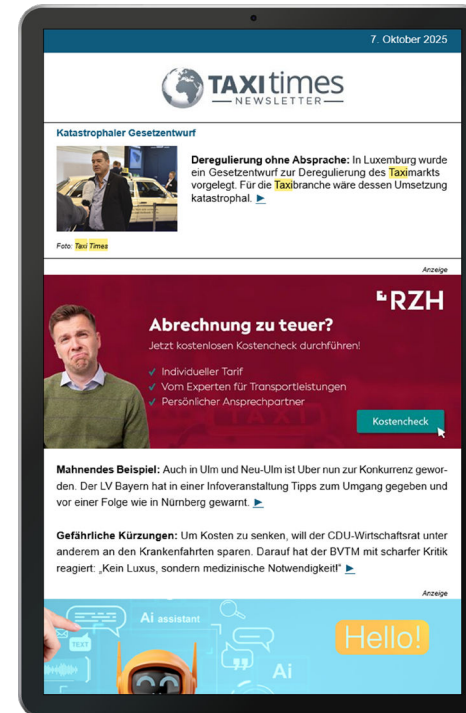 7. Oktober 2025
TAXItimes
NEWSLETTER
Katastrophaler Gesetzentwurf
Deregulierung ohne Absprache: In Luxemburg wurde
ein Gesetzentwurf zur Deregulierung des Taximarkts
vorgelegt. Für die Taxibranche wäre dessen Umsetzung
katastrophal. ►
Foto: Taxi Times
Anzeige
RZH
Abrechnung zu teuer?
Jetzt kostenlosen Kostencheck durchführen!
✓ Individueller Tarif
✓ Vom Experten für Transportleistungen
✓ Persönlicher Ansprechpartner
TAXI
Kostencheck
Mahnendes Beispiel: Auch in Ulm und Neu-Ulm ist Uber nun zur Konkurrenz gewor-
den. Der LV Bayern hat in einer Infoveranstaltung Tipps zum Umgang gegeben und
vor einer Folge wie in Nürnberg gewarnt. ►
Gefährliche Kürzungen: Um Kosten zu senken, will der CDU-Wirtschaftsrat unter
anderem an den Krankenfahrten sparen. Darauf hat der BVTM mit scharfer Kritik
reagiert: „Kein Luxus, sondern medizinische Notwendigkeit!“ ►
Anzeige
Ai assistant
TEXT
Hello!
Ai